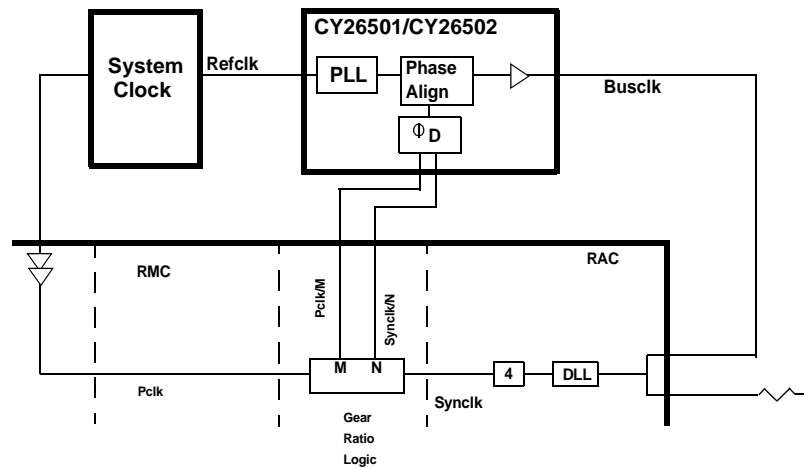 CY26501/CY26502
System
Clock
Refclk
PLL
Phase
Align
Busclk
Φ D
RMC
RAC
Pclk/M
Synclk/N
M N
4
DLL
Pclk
Synclk
Gear
Ratio
Logic